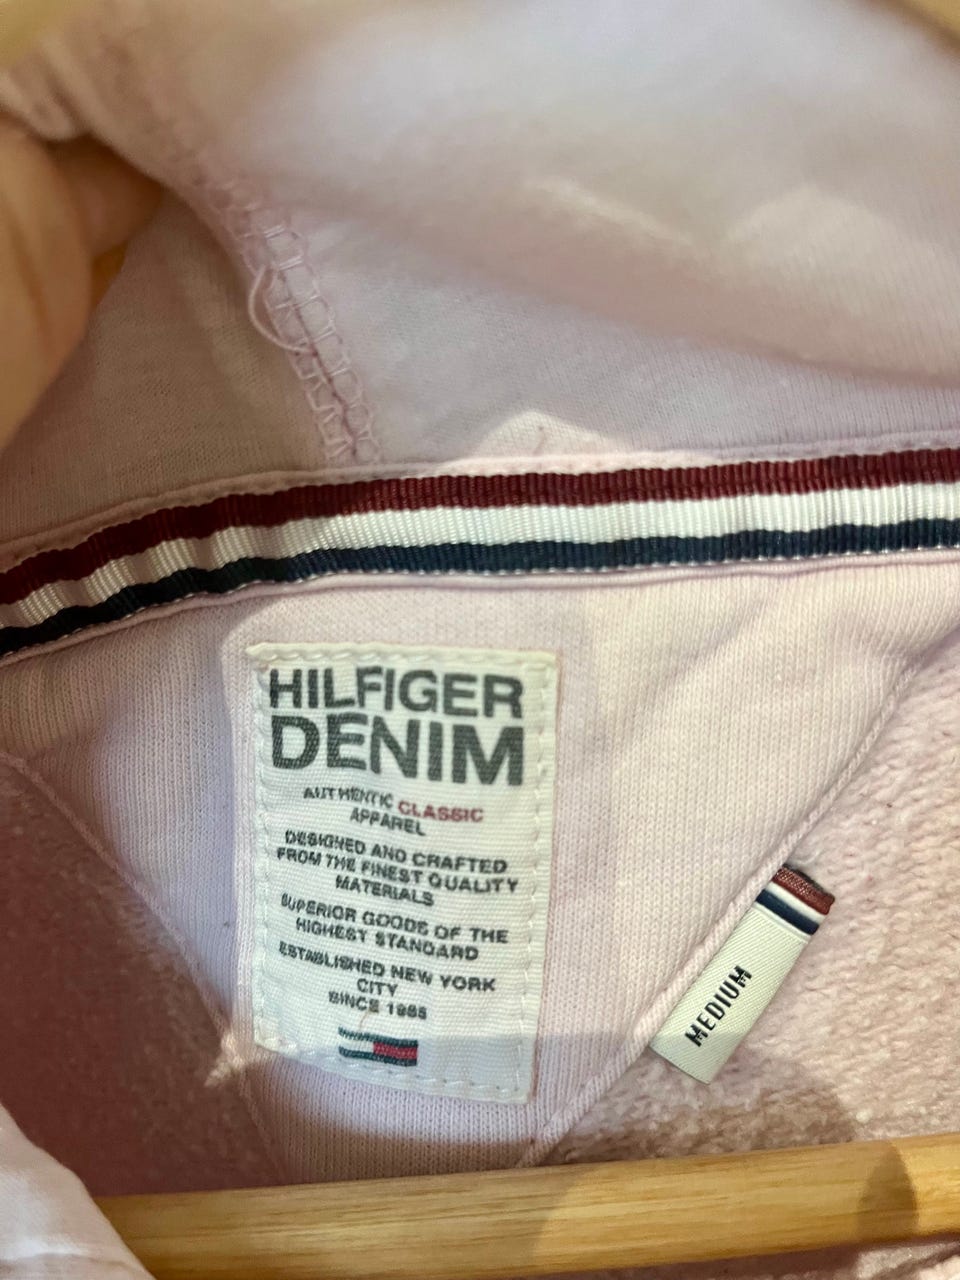 HILFIGER
DENIM
AUTHENTIC CLASSIC
APPAREL
DESIGNED AND CRAFTED
FROM THE FINEST QUALITY
MATERIALS
SUPERIOR GOODS OF THE
HIGHEST STANDARD
ESTABLISHED NEW YORK
CITY
SINCE 1985
MEDIUM